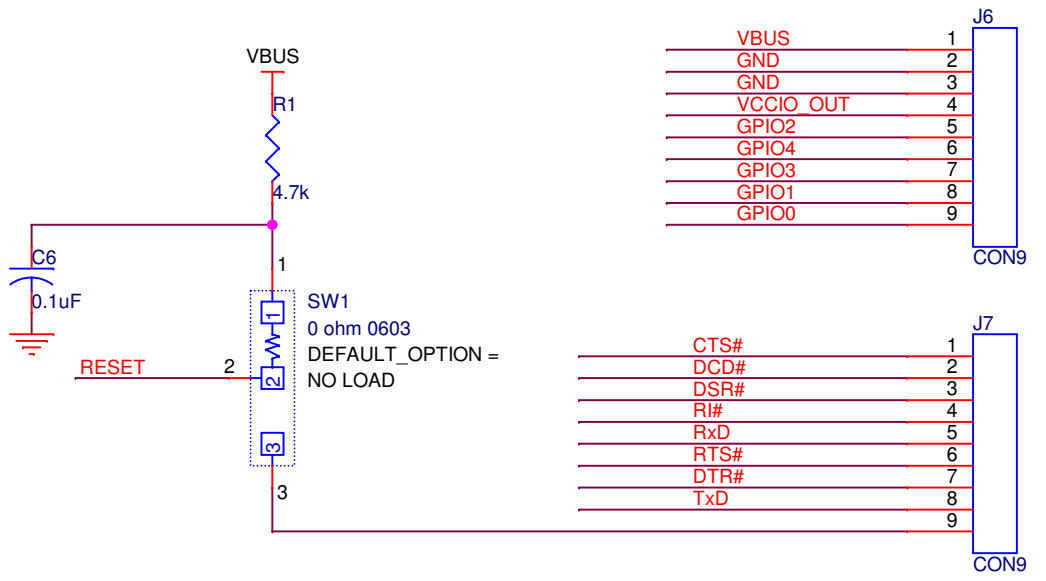 VBUS
R1
4.7k
C6
0.1uF
1
SW1
0 ohm 0603
DEFAULT_OPTION =
NO LOAD
RESET
2
1
2
3
3
J6
VBUS 1
GND 2
GND 3
VCCIO_OUT 4
GPIO2 5
GPIO4 6
GPIO3 7
GPIO1 8
GPIO0 9
CON9
J7
CTS# 1
DCD# 2
DSR# 3
RI# 4
RxD 5
RTS# 6
DTR# 7
TxD 8
9
CON9